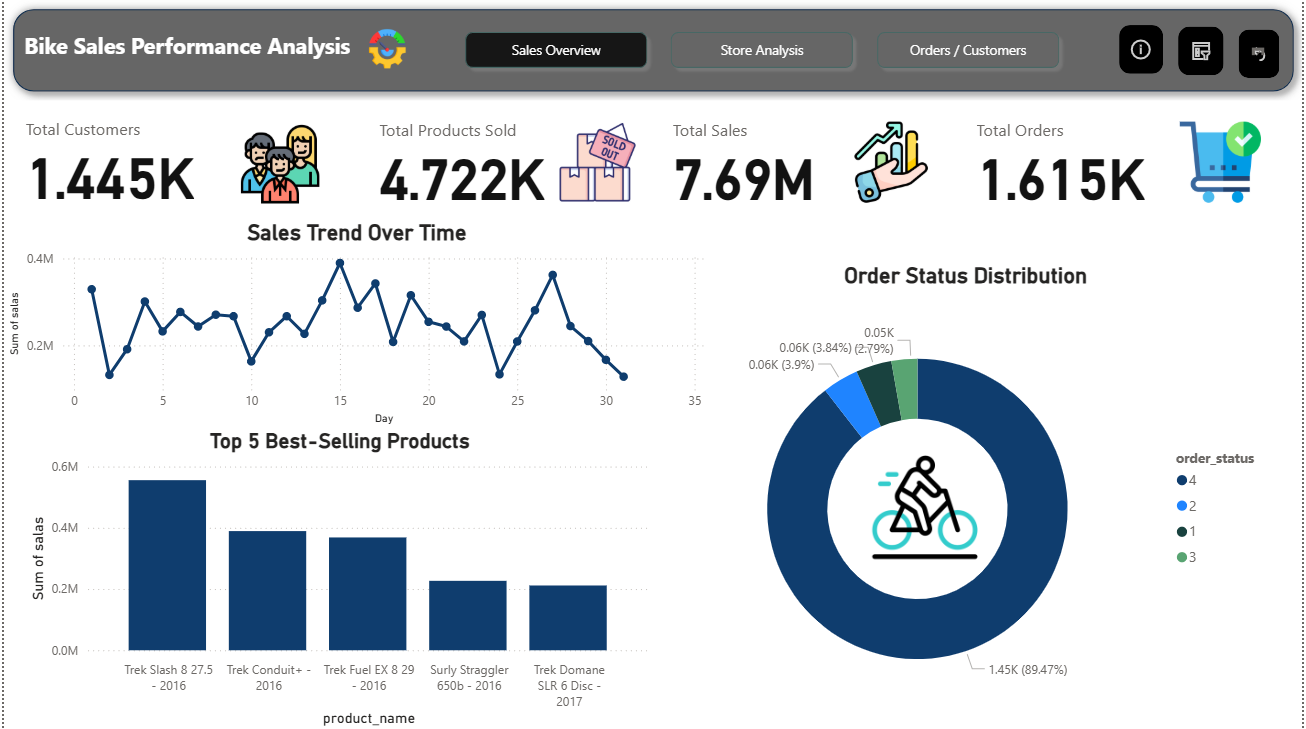 Bike Sales Performance Analysis
Sales Overview
Store Analysis
Orders / Customers
Total Customers
1.445K
Total Products Sold
4.722K
SOLD
OUT
Total Sales
7.69M
Total Orders
1.615K
Sales Trend Over Time
Sum of salas
0.4M
0.2M
0 5 10 15 20 25 30 35
Day
Top 5 Best-Selling Products
Sum of salas
0.6M
0.4M
0.2M
0.0M
Trek Slash 8 27.5
- 2016
Trek Conduit+ -
2016
Trek Fuel EX 8 29
- 2016
Surly Straggler
650b - 2016
Trek Domane
SLR 6 Disc -
2017
product_name
Order Status Distribution
0.05K
(2.79%)
0.06K (3.84%)
0.06K (3.9%)
1.45K (89.47%)
order_status
4
2
1
3